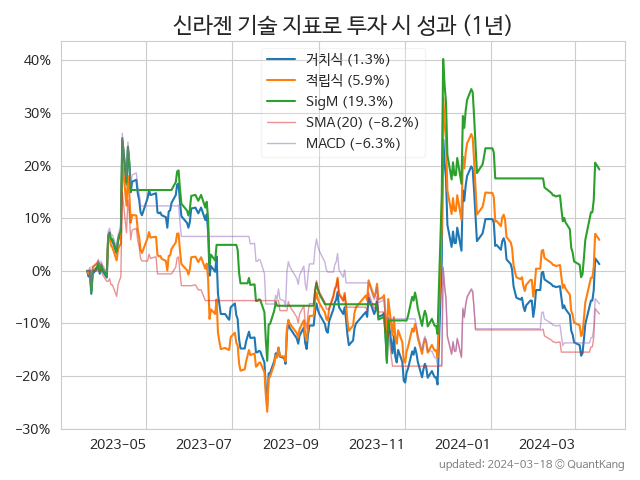 신라젠 기술 지표로 투자 시 성과 (1년)
거치식 (1.3%)
적립식 (5.9%)
SigM (19.3%)
SMA(20) (−8.2%)
MACD (−6.3%)
40%
30%
20%
10%
0%
−10%
−20%
−30%
2023-05 2023-07 2023-09 2023-11 2024-01 2024-03
updated: 2024-03-18 © QuantKang